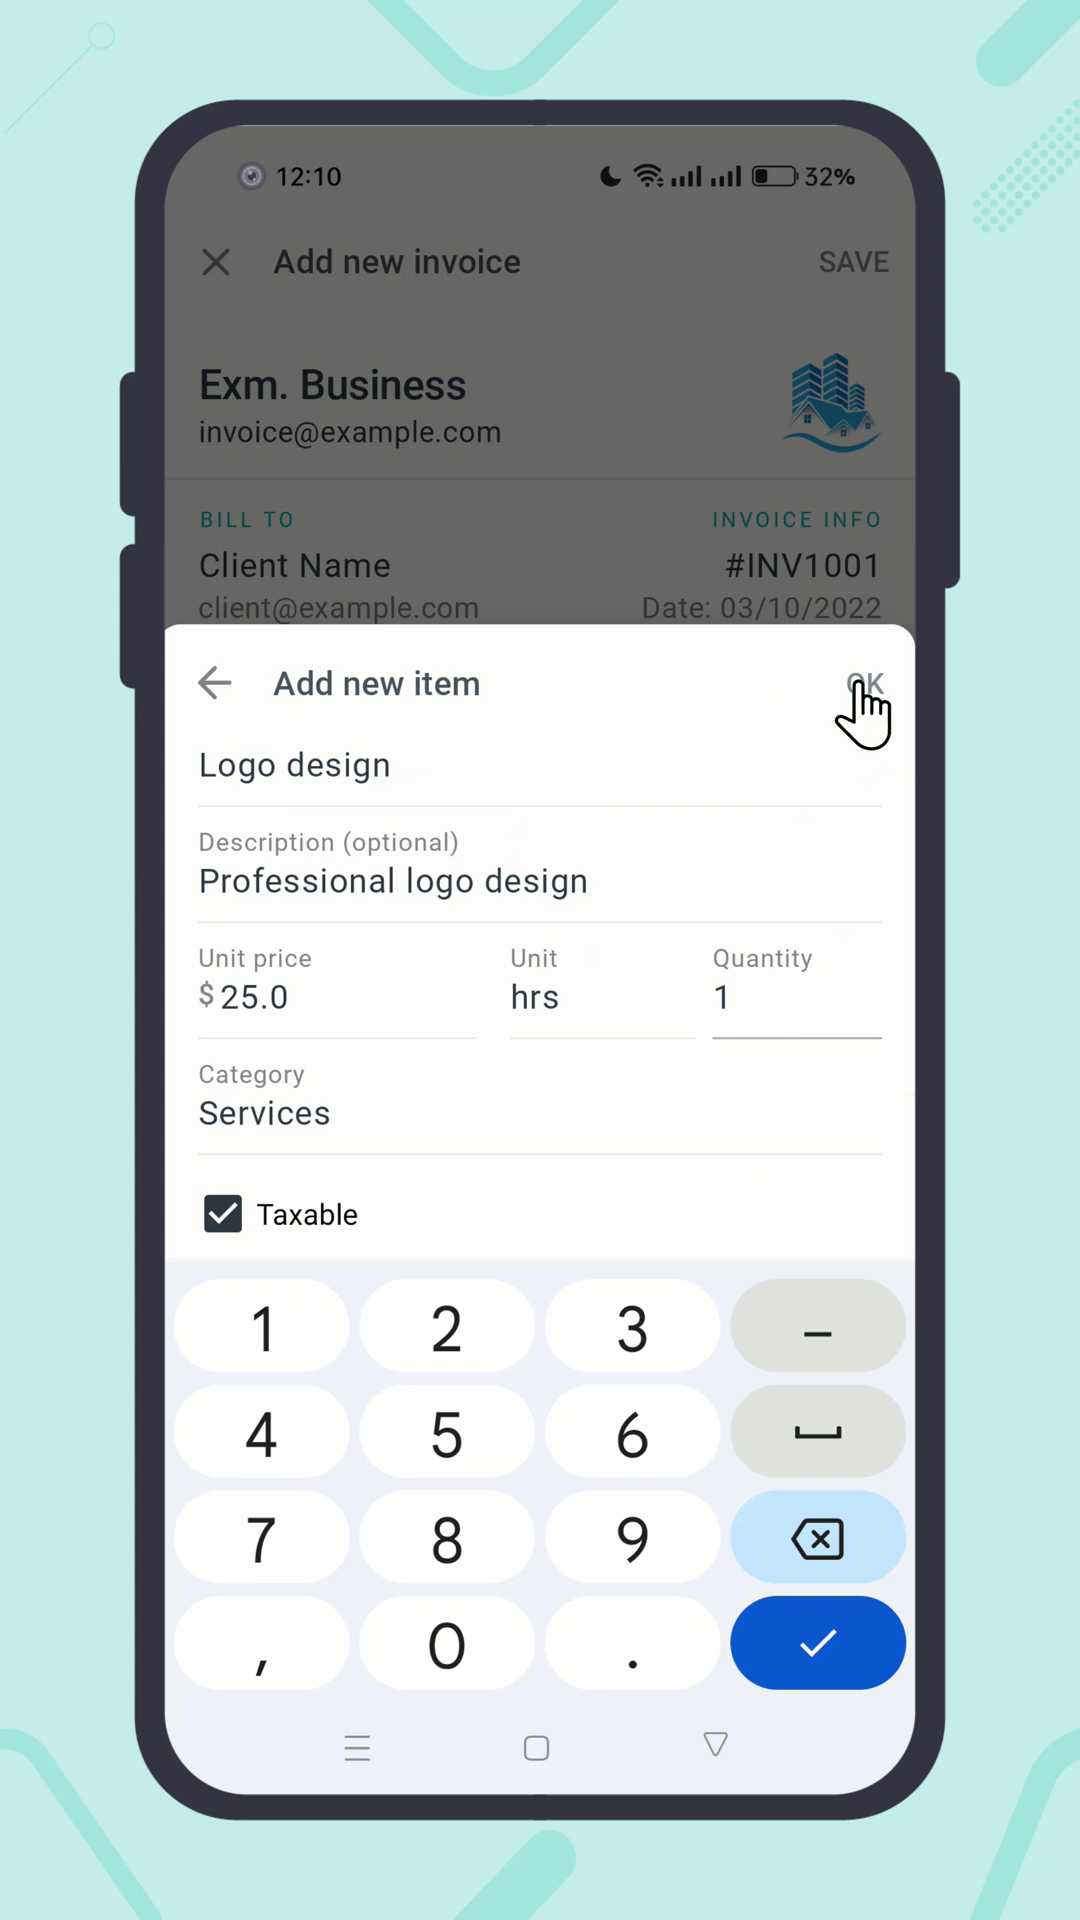 12:10 32%
Add new invoice SAVE
Exm. Business
invoice@example.com
BILL TO INVOICE INFO
Client Name #INV1001
client@example.com Date: 03/10/2022
Add new item OK
Logo design
Description (optional)
Professional logo design
Unit price Unit Quantity
$ 25.0 hrs 1
Category
Services
Taxable
1 2 3 –
4 5 6
7 8 9
, 0 .